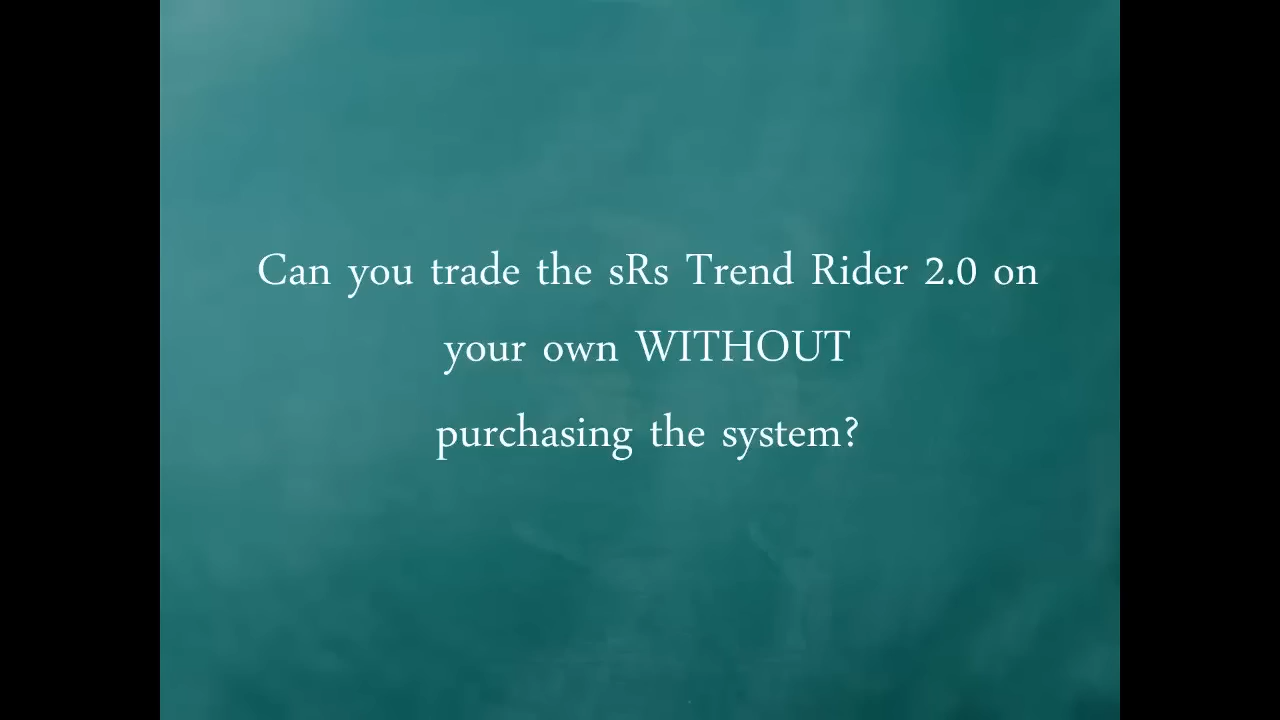 Can you trade the sRs Trend Rider 2.0 on
your own WITHOUT
purchasing the system?